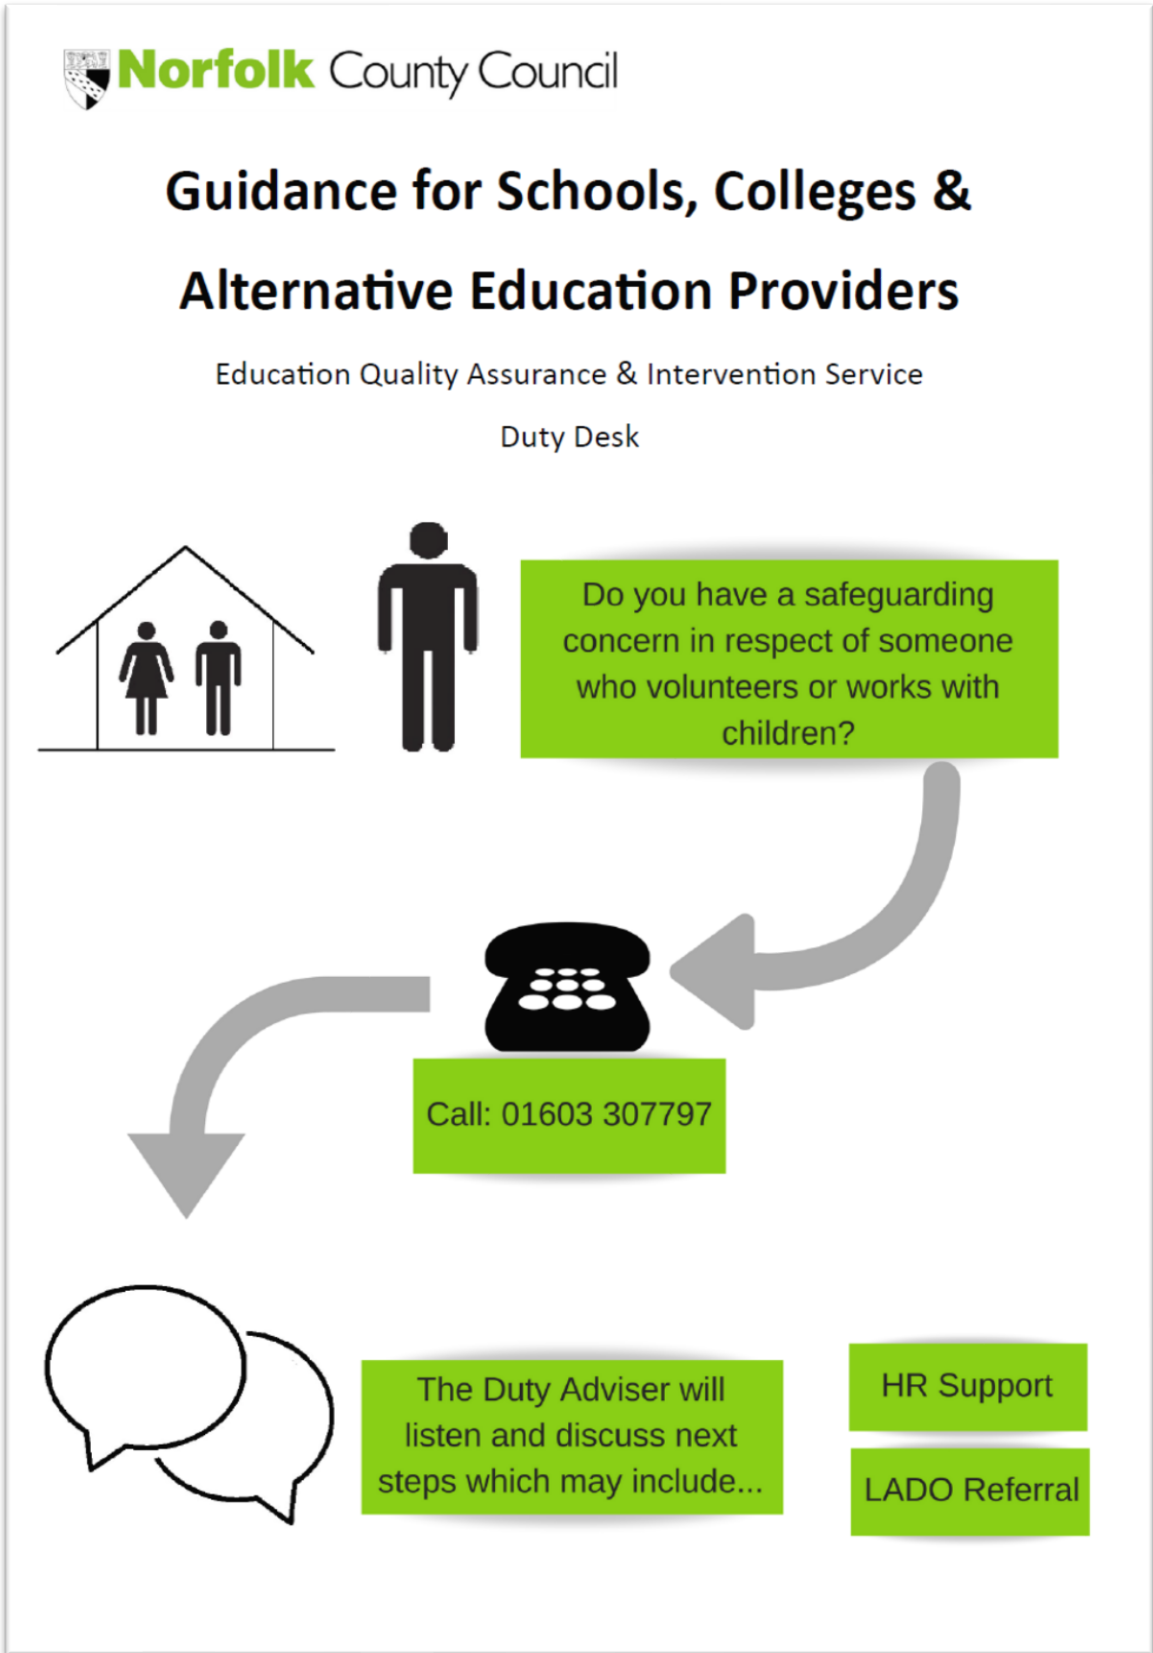 Norfolk County Council
Guidance for Schools, Colleges &
Alternative Education Providers
Education Quality Assurance & Intervention Service
Duty Desk
Do you have a safeguarding
concern in respect of someone
who volunteers or works with
children?
Call: 01603 307797
The Duty Adviser will
listen and discuss next
steps which may include...
HR Support
LADO Referral